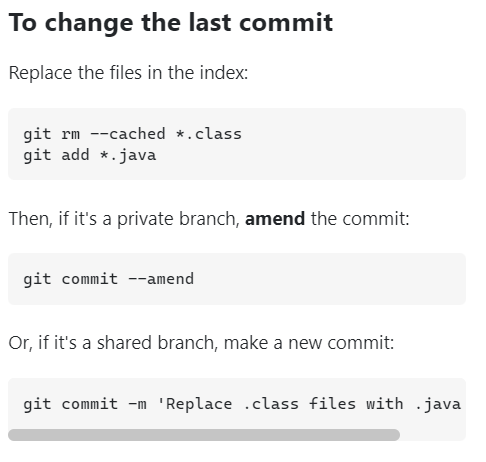 To change the last commit
Replace the files in the index:
git rm --cached *.class
git add *.java
Then, if it's a private branch, amend the commit:
git commit --amend
Or, if it's a shared branch, make a new commit:
git commit -m 'Replace .class files with .java